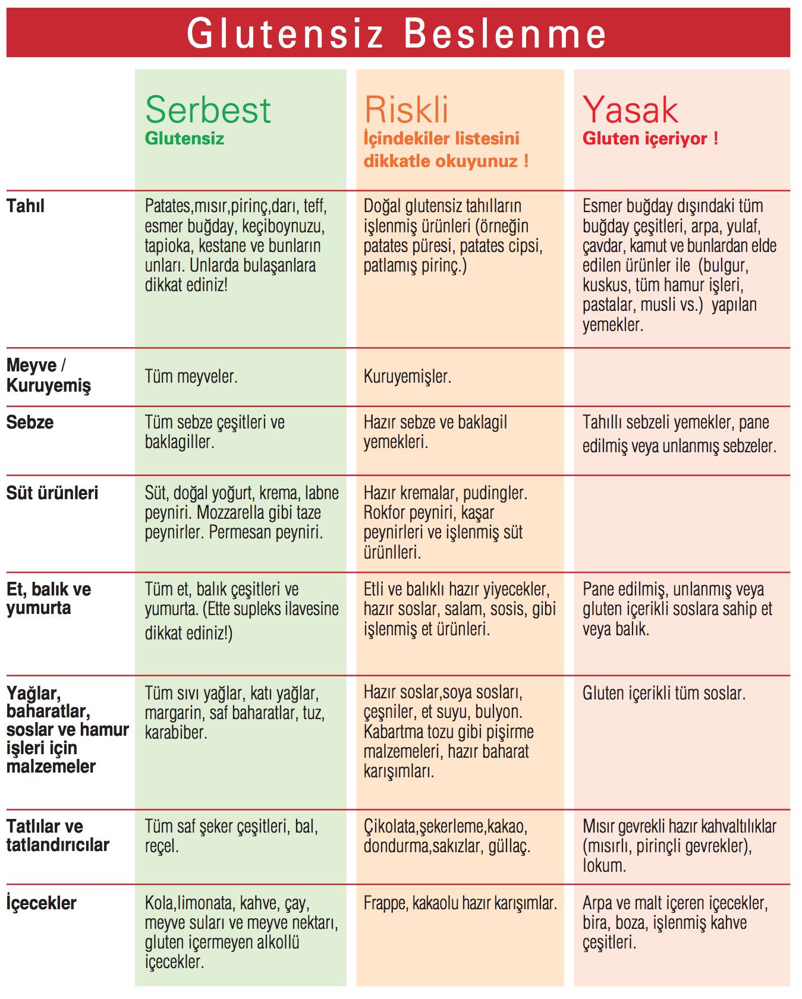 Glutensiz Beslenme
Serbest
Glutensiz
Riskli
İçindekiler listesini
dikkatle okuyunuz !
Yasak
Gluten içeriyor !
Tahıl
Patates,mısır,pirinç,darı, teff,
esmer buğday, keçiboynuzu,
tapioka, kestane ve bunların
unları. Unlarda bulaşanlara
dikkat ediniz!
Doğal glutensiz tahılların
işlenmiş ürünleri (örneğin
patates püresi, patates cipsi,
patlamış pirinç.)
Esmer buğday dışındaki tüm
buğday çeşitleri, arpa, yulaf,
çavdar, kamut ve bunlardan elde
edilen ürünler ile (bulgur,
kuskus, tüm hamur işleri,
pastalar, musli vs.) yapılan
yemekler.
Meyve /
Kuruyemiş
Tüm meyveler.
Kuruyemişler.
Sebze
Tüm sebze çeşitleri ve
baklagiller.
Hazır sebze ve baklagil
yemekleri.
Tahıllı sebzeli yemekler, pane
edilmiş veya unlanmış sebzeler.
Süt ürünleri
Süt, doğal yoğurt, krema, labne
peyniri. Mozzarella gibi taze
peynirler. Permesan peyniri.
Hazır kremalar, pudingler.
Rokfor peyniri, kaşar
peynirleri ve işlenmiş süt
ürünlleri.
Et, balık ve
yumurta
Tüm et, balık çeşitleri ve
yumurta. (Ette supleks ilavesine
dikkat ediniz!)
Etli ve balıklı hazır yiyecekler,
hazır soslar, salam, sosis, gibi
işlenmiş et ürünleri.
Pane edilmiş, unlanmış veya
gluten içerikli soslara sahip et
veya balık.
Yağlar,
baharatlar,
soslar ve hamur
işleri için
malzemeler
Tüm sıvı yağlar, katı yağlar,
margarin, saf baharatlar, tuz,
karabiber.
Hazır soslar,soya sosları,
çeşniler, et suyu, bulyon.
Kabartma tozu gibi pişirme
malzemeleri, hazır baharat
karışımları.
Gluten içerikli tüm soslar.
Tatlılar ve
tatlandırıcılar
Tüm saf şeker çeşitleri, bal,
reçel.
Çikolata,şekerleme,kakao,
dondurma,sakızlar, güllaç.
Mısır gevrekli hazır kahvaltılıklar
(mısırlı, pirinçli gevrekler),
lokum.
İçecekler
Kola,limonata, kahve, çay,
meyve suları ve meyve nektarı,
gluten içermeyen alkollü
içecekler.
Frappe, kakaolu hazır karışımlar.
Arpa ve malt içeren içecekler,
bira, boza, işlenmiş kahve
çeşitleri.